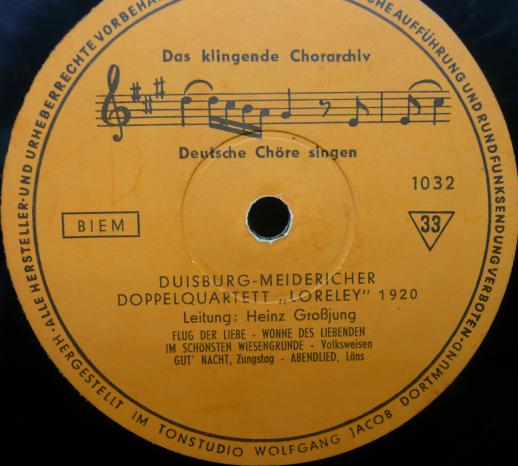 Das klingende Chorarchiv
Deutsche Chöre singen
1032
BIEM
33
DUISBURG-MEIDERICHER
DOPPELQUARTETT „LORELEY" 1920
Leitung: Heinz Großjung
FLUG DER LIEBE - WONNE DES LIEBENDEN
IM SCHÖNSTEN WIESENGRUNDE - Volksweisen
GUT' NACHT, Zungstag - ABENDLIED, Löns
·ALLE HERSTELLER-UND URHEBERRECHTE VORBEHA
CHE AUFFÜHRUNG UND RUNDFUNKSENDUNG VERBOTEN·
HERGESTELLT IM TONSTUDIO WOLFGANG JACOB DORTMUND-D